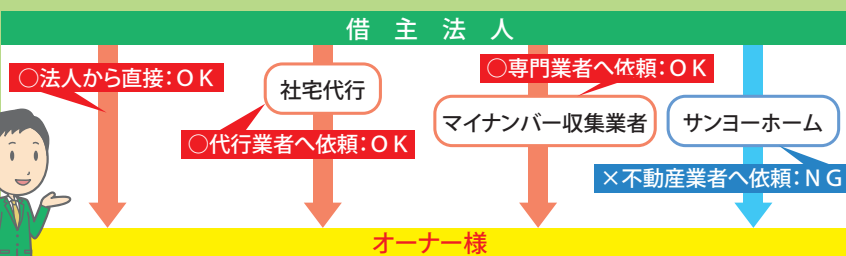 借主法人
○法人から直接：ＯＫ
社宅代行
○代行業者へ依頼：ＯＫ
○専門業者へ依頼：ＯＫ
マイナンバー収集業者
サンヨーホーム
×不動産業者へ依頼：ＮＧ
オーナー様